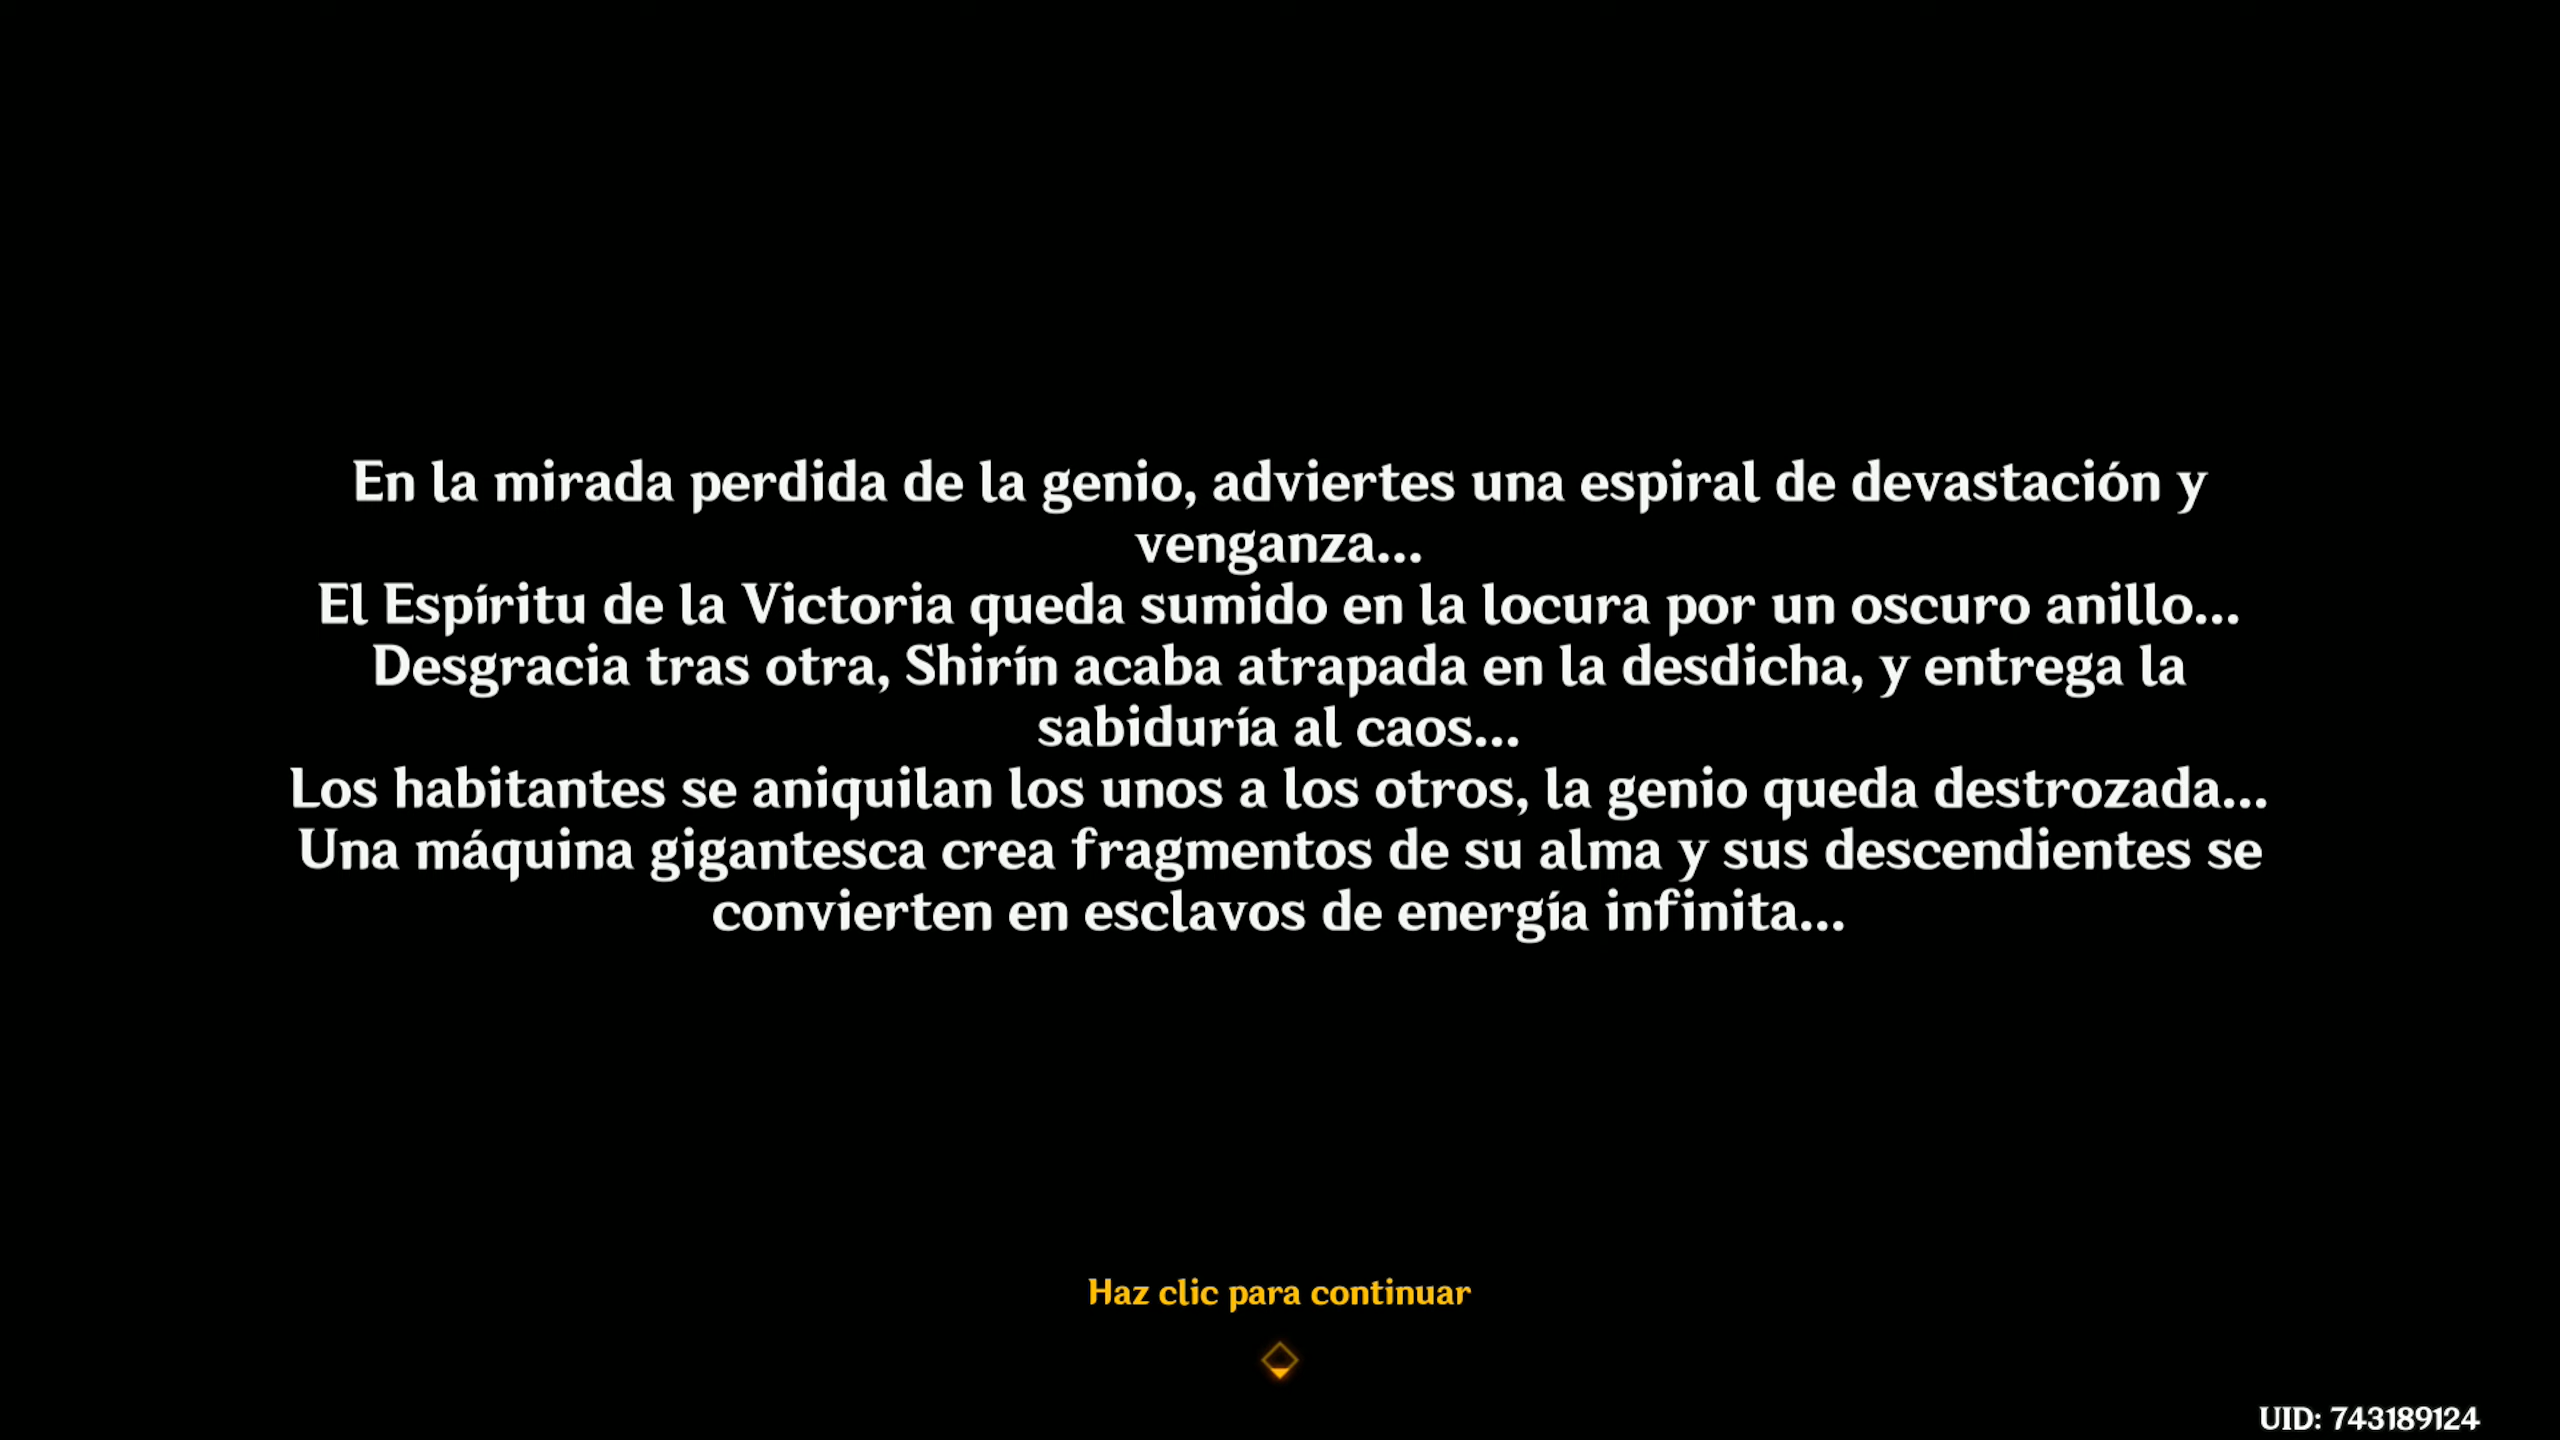 En la mirada perdida de la genio, adviertes una espiral de devastación y
venganza...
El Espíritu de la Victoria queda sumido en la locura por un oscuro anillo...
Desgracia tras otra, Shirín acaba atrapada en la desdicha, y entrega la
sabiduría al caos...
Los habitantes se aniquilan los unos a los otros, la genio queda destrozada...
Una máquina gigantesca crea fragmentos de su alma y sus descendientes se
convierten en esclavos de energía infinita...
Haz clic para continuar
UID: 743189124